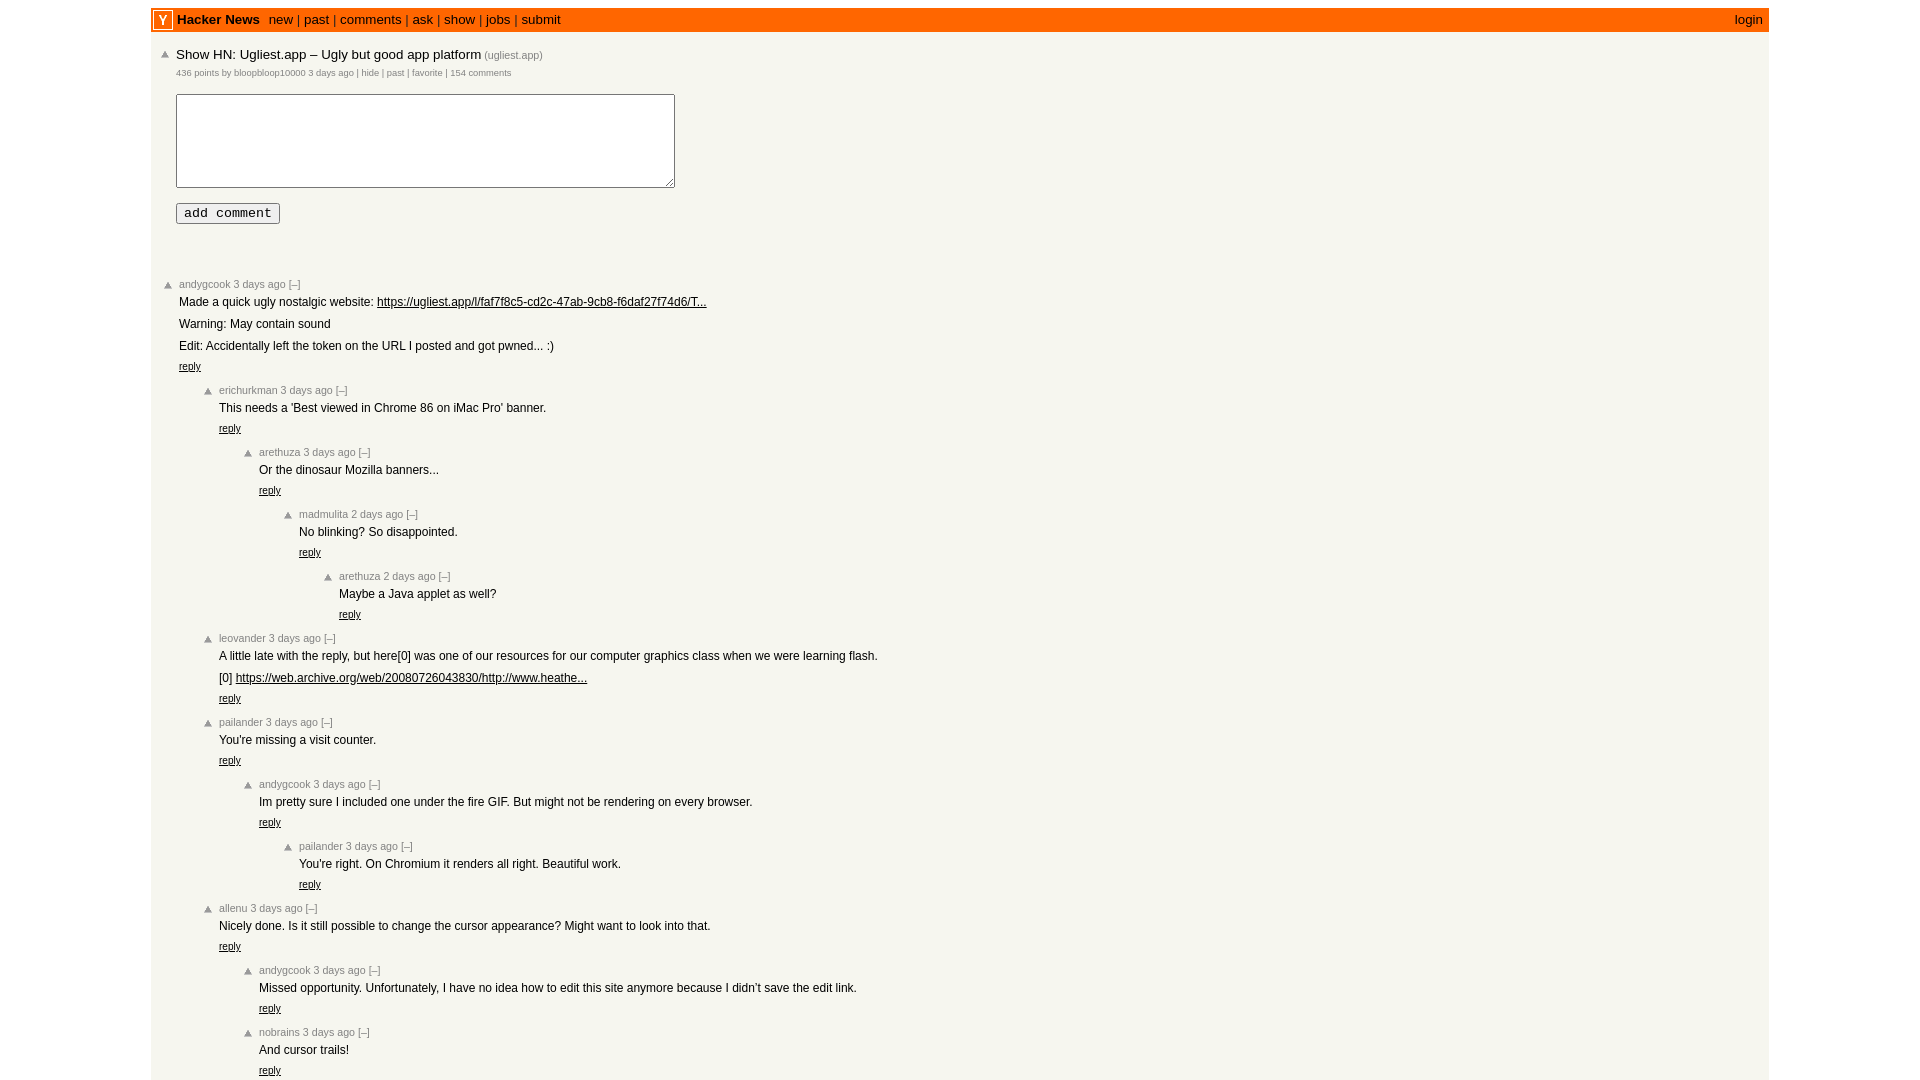 Y Hacker News new | past | comments | ask | show | jobs | submit login
Show HN: Ugliest.app – Ugly but good app platform (ugliest.app)
436 points by bloopbloop10000 3 days ago | hide | past | favorite | 154 comments
add comment
andygcook 3 days ago [–]
Made a quick ugly nostalgic website: https://ugliest.app/l/faf7f8c5-cd2c-47ab-9cb8-f6daf27f74d6/T...
Warning: May contain sound
Edit: Accidentally left the token on the URL I posted and got pwned... :)
reply
erichurkman 3 days ago [–]
This needs a 'Best viewed in Chrome 86 on iMac Pro' banner.
reply
arethuza 3 days ago [–]
Or the dinosaur Mozilla banners...
reply
madmulita 2 days ago [–]
No blinking? So disappointed.
reply
arethuza 2 days ago [–]
Maybe a Java applet as well?
reply
leovander 3 days ago [–]
A little late with the reply, but here[0] was one of our resources for our computer graphics class when we were learning flash.
[0] https://web.archive.org/web/20080726043830/http://www.heathe...
reply
pailander 3 days ago [–]
You're missing a visit counter.
reply
andygcook 3 days ago [–]
Im pretty sure I included one under the fire GIF. But might not be rendering on every browser.
reply
pailander 3 days ago [–]
You're right. On Chromium it renders all right. Beautiful work.
reply
allenu 3 days ago [–]
Nicely done. Is it still possible to change the cursor appearance? Might want to look into that.
reply
andygcook 3 days ago [–]
Missed opportunity. Unfortunately, I have no idea how to edit this site anymore because I didn’t save the edit link.
reply
nobrains 3 days ago [–]
And cursor trails!
reply